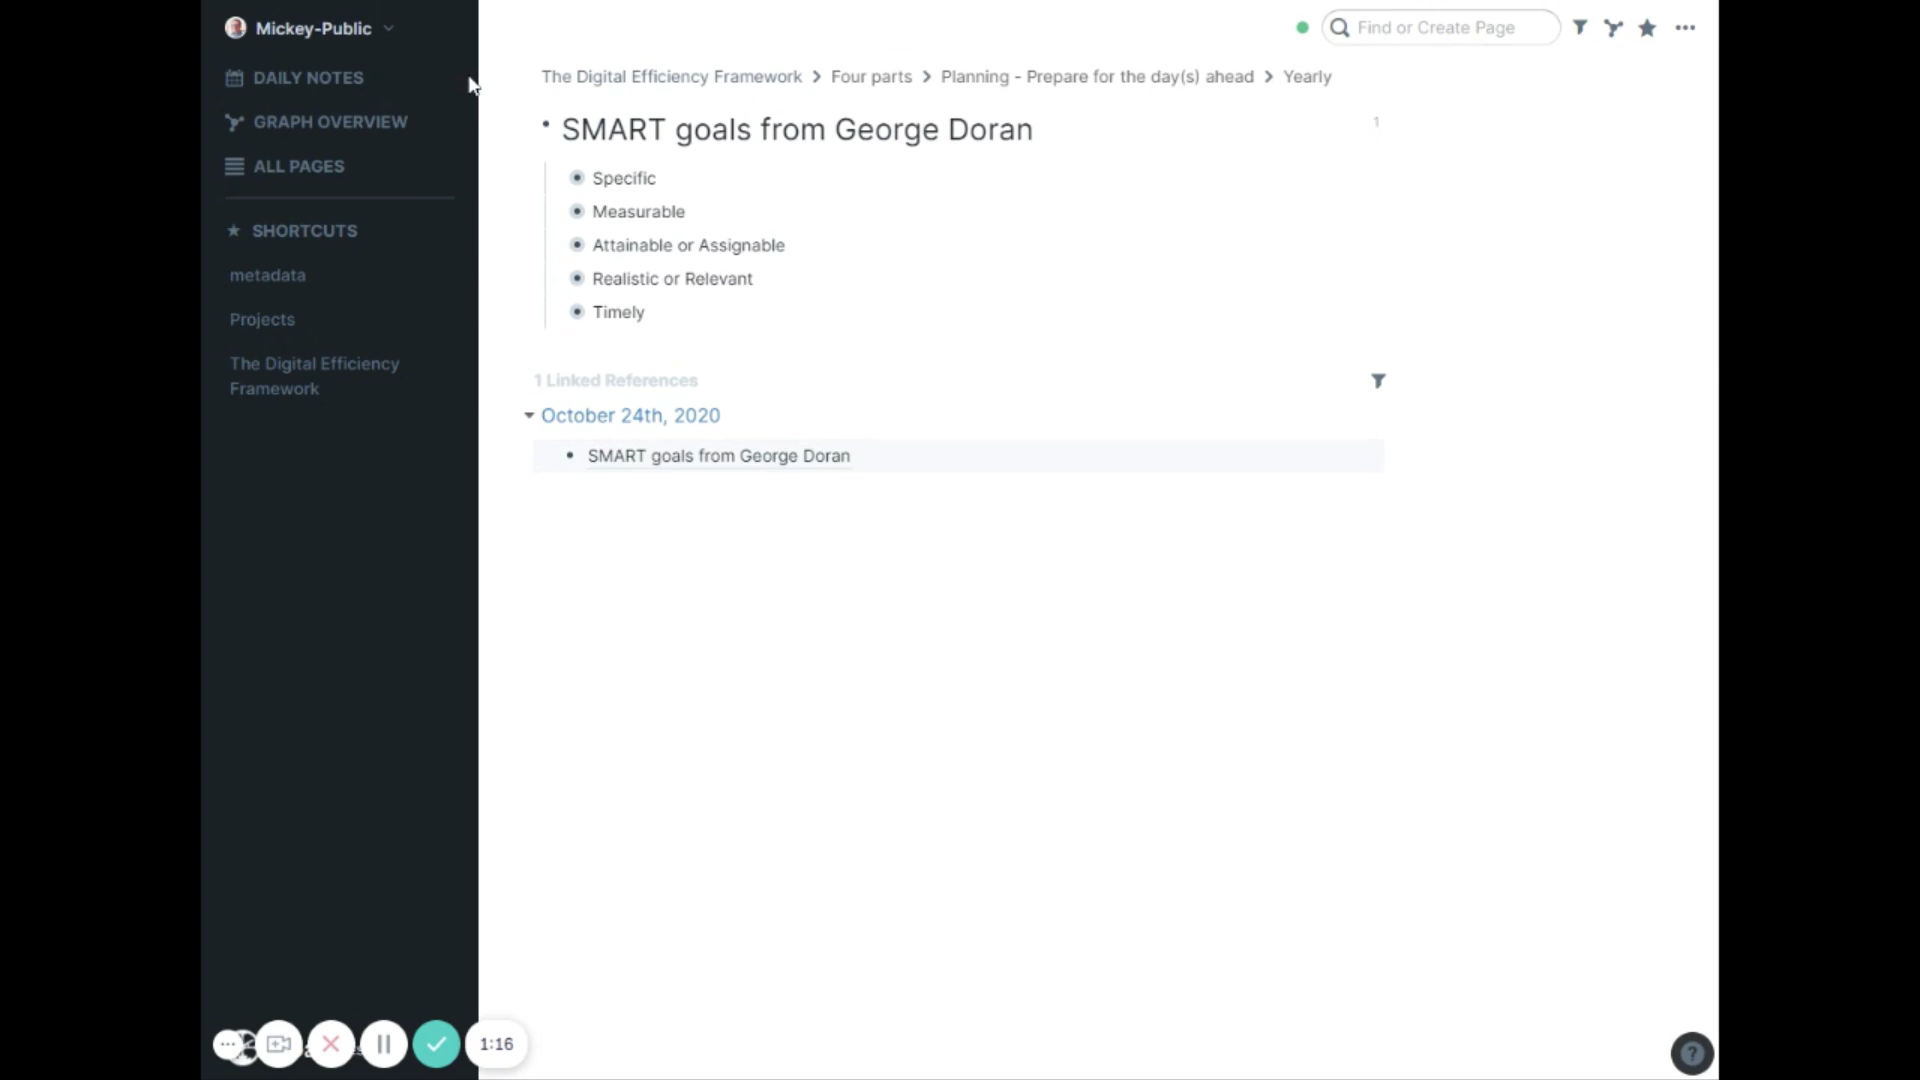 Mickey-Public
DAILY NOTES
GRAPH OVERVIEW
ALL PAGES
SHORTCUTS
metadata
Projects
The Digital Efficiency
Framework
Find or Create Page
The Digital Efficiency Framework > Four parts > Planning - Prepare for the day(s) ahead > Yearly
SMART goals from George Doran
1
Specific
Measurable
Attainable or Assignable
Realistic or Relevant
Timely
1 Linked References
October 24th, 2020
SMART goals from George Doran
1:16
?